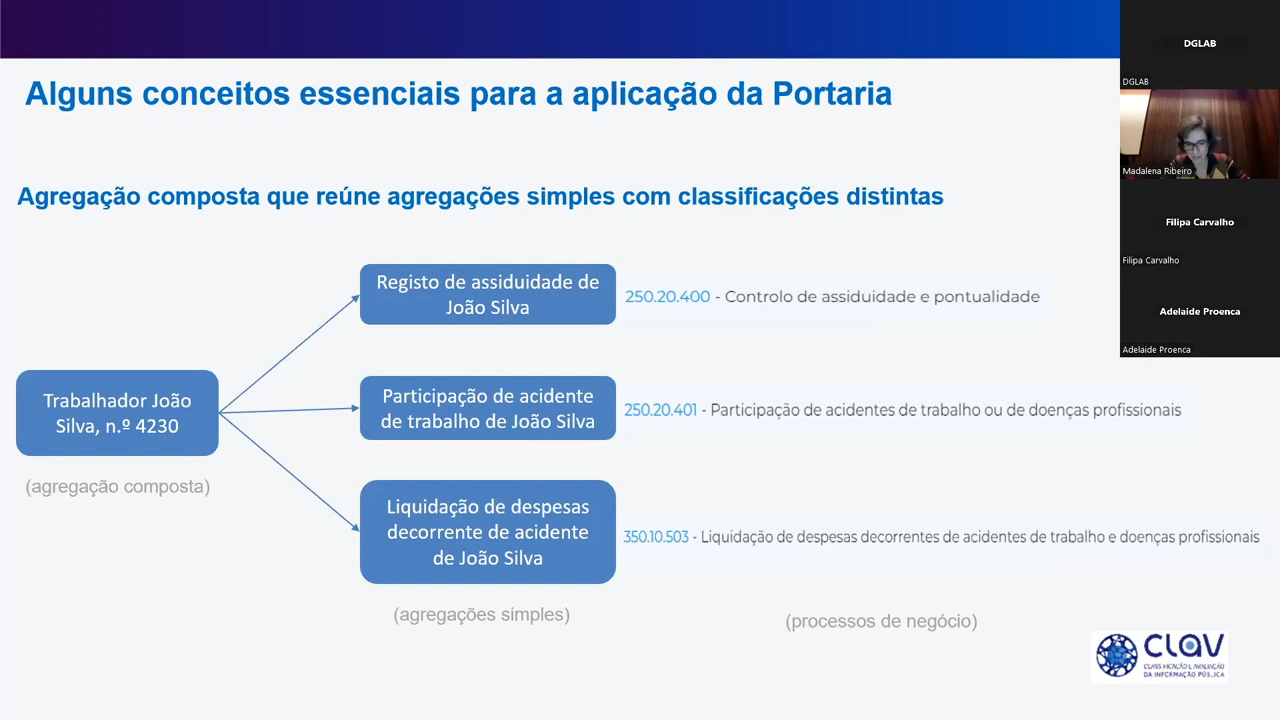 Alguns conceitos essenciais para a aplicação da Portaria
Agregação composta que reúne agregações simples com classificações distintas
Registo de assiduidade de
João Silva
250.20.400 - Controlo de assiduidade e pontualidade
Trabalhador João
Silva, n.º 4230
(agregação composta)
Participação de acidente
de trabalho de João Silva
250.20.401 - Participação de acidentes de trabalho ou de doenças profissionais
Liquidação de despesas
decorrente de acidente
de João Silva
350.10.503 - Liquidação de despesas decorrentes de acidentes de trabalho e doenças profissionais
(agregações simples)
(processos de negócio)
CLAV
CLASSIFICAÇÃO E AVALIAÇÃO
DA INFORMAÇÃO PÚBLICA
DGLAB
DGLAB
Madalena Ribeiro
Filipa Carvalho
Filipa Carvalho
Adelaide Proenca
Adelaide Proenca